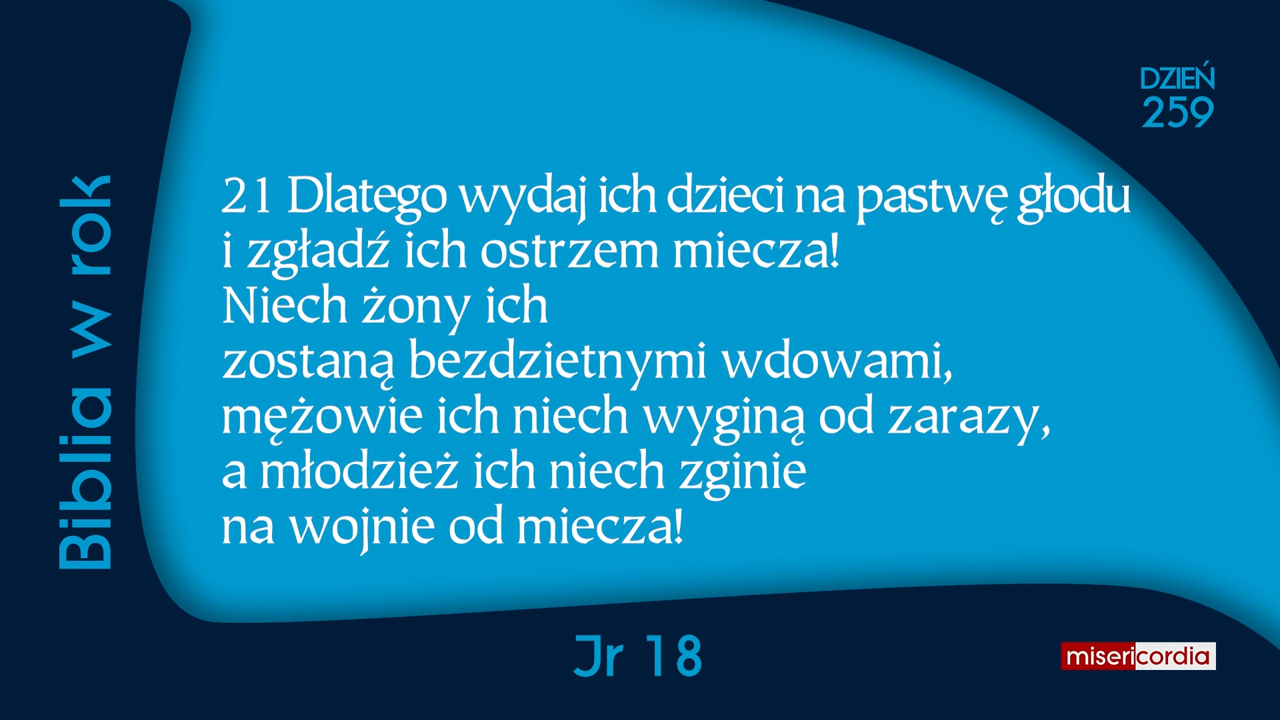 DZIEŃ
259
Biblia w rok
21 Dlatego wydaj ich dzieci na pastwę głodu
i zgładź ich ostrzem miecza!
Niech żony ich
zostaną bezdzietnymi wdowami,
mężowie ich niech wyginą od zarazy,
a młodzież ich niech zginie
na wojnie od miecza!
Jr 18
misericordia